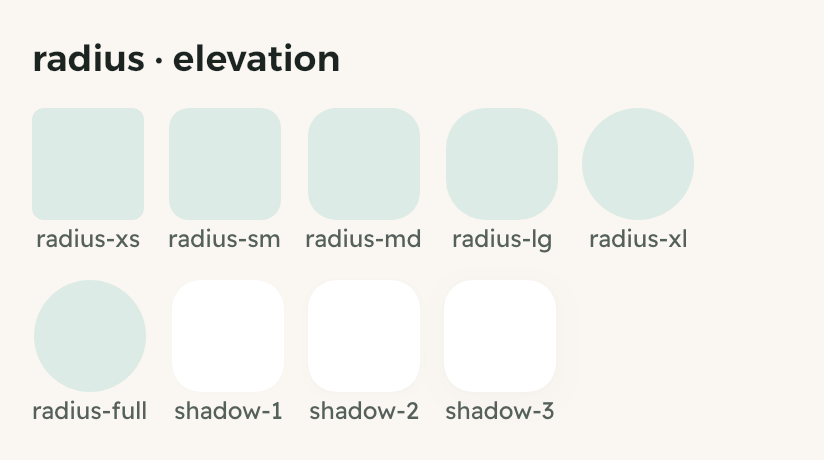 radius · elevation
radius-xs radius-sm radius-md radius-lg radius-xl
radius-full shadow-1 shadow-2 shadow-3